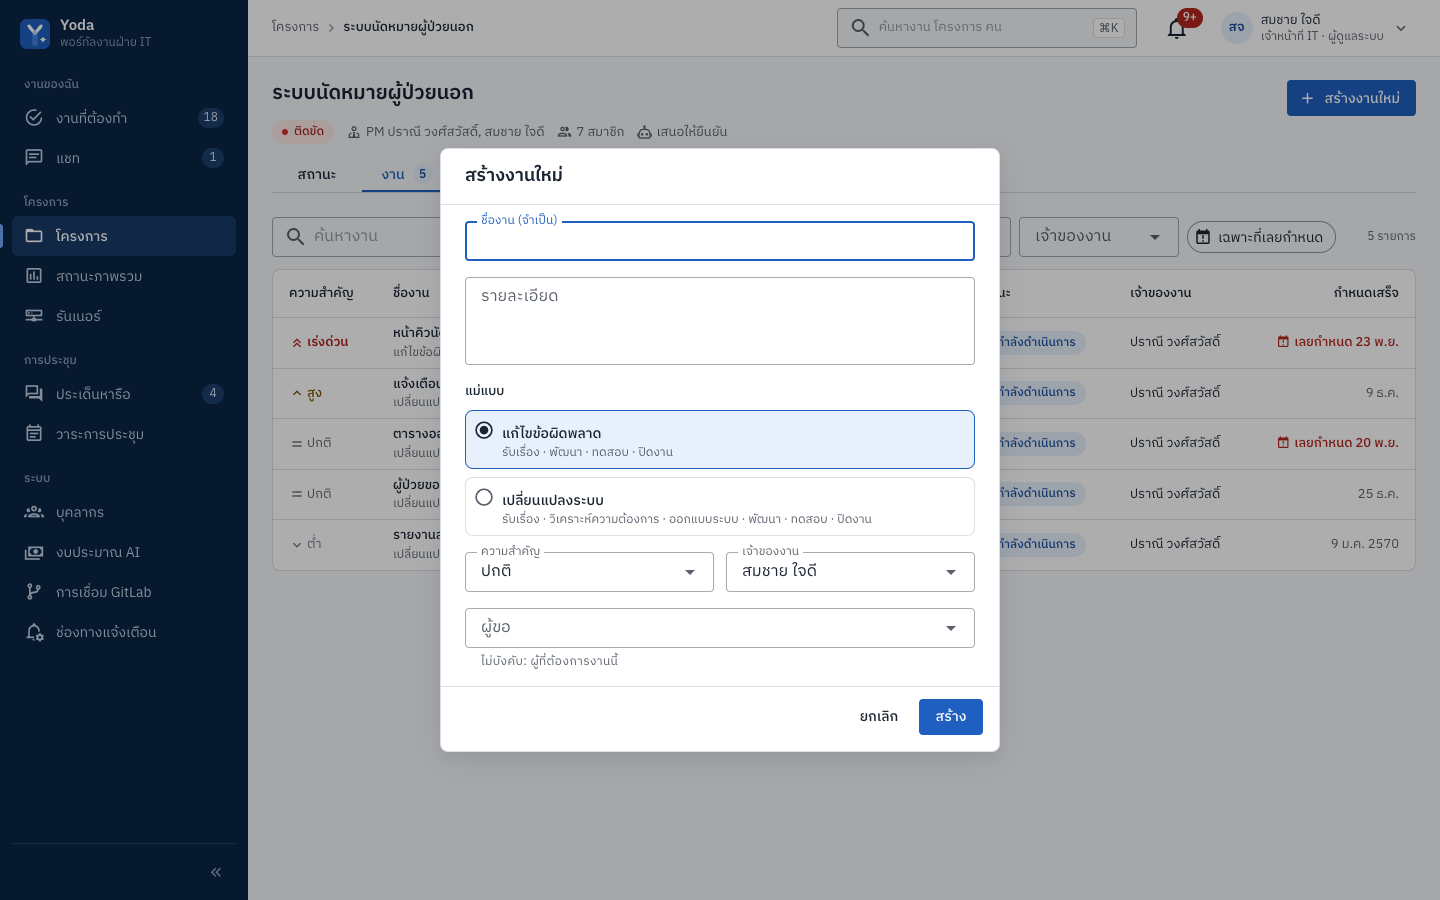 Yoda
พอร์ทัลงานฝ่าย IT
งานของฉัน
งานที่ต้องทำ 18
แชท 1
โครงการ
โครงการ
สถานะภาพรวม
รันเนอร์
การประชุม
ประเด็นหารือ 4
วาระการประชุม
ระบบ
บุคลากร
งบประมาณ AI
การเชื่อม GitLab
ช่องทางแจ้งเตือน
โครงการ > ระบบนัดหมายผู้ป่วยนอก
ค้นหางาน โครงการ คน ⌘K
9+
สจ
สมชาย ใจดี
เจ้าหน้าที่ IT · ผู้ดูแลระบบ
ระบบนัดหมายผู้ป่วยนอก
+ สร้างงานใหม่
ติดขัด PM ปราณี วงศ์สวัสดิ์, สมชาย ใจดี 7 สมาชิก เสนอให้ยืนยัน
สถานะ งาน 5
ค้นหางาน เจ้าของงาน เฉพาะที่เลยกำหนด 5 รายการ
ความสำคัญ ชื่องาน เจ้าของงาน กำหนดเสร็จ
เร่งด่วน ปราณี วงศ์สวัสดิ์ เลยกำหนด 23 พ.ย.
สูง ปราณี วงศ์สวัสดิ์ 9 ธ.ค.
ปกติ ปราณี วงศ์สวัสดิ์ เลยกำหนด 20 พ.ย.
ปกติ ปราณี วงศ์สวัสดิ์ 25 ธ.ค.
ต่ำ ปราณี วงศ์สวัสดิ์ 9 ม.ค. 2570
สร้างงานใหม่
ชื่องาน (จำเป็น)
รายละเอียด
แม่แบบ
แก้ไขข้อผิดพลาด
รับเรื่อง · พัฒนา · ทดสอบ · ปิดงาน
เปลี่ยนแปลงระบบ
รับเรื่อง · วิเคราะห์ความต้องการ · ออกแบบระบบ · พัฒนา · ทดสอบ · ปิดงาน
ความสำคัญ เจ้าของงาน
ปกติ สมชาย ใจดี
ผู้ขอ
ไม่บังคับ: ผู้ที่ต้องการงานนี้
ยกเลิก สร้าง